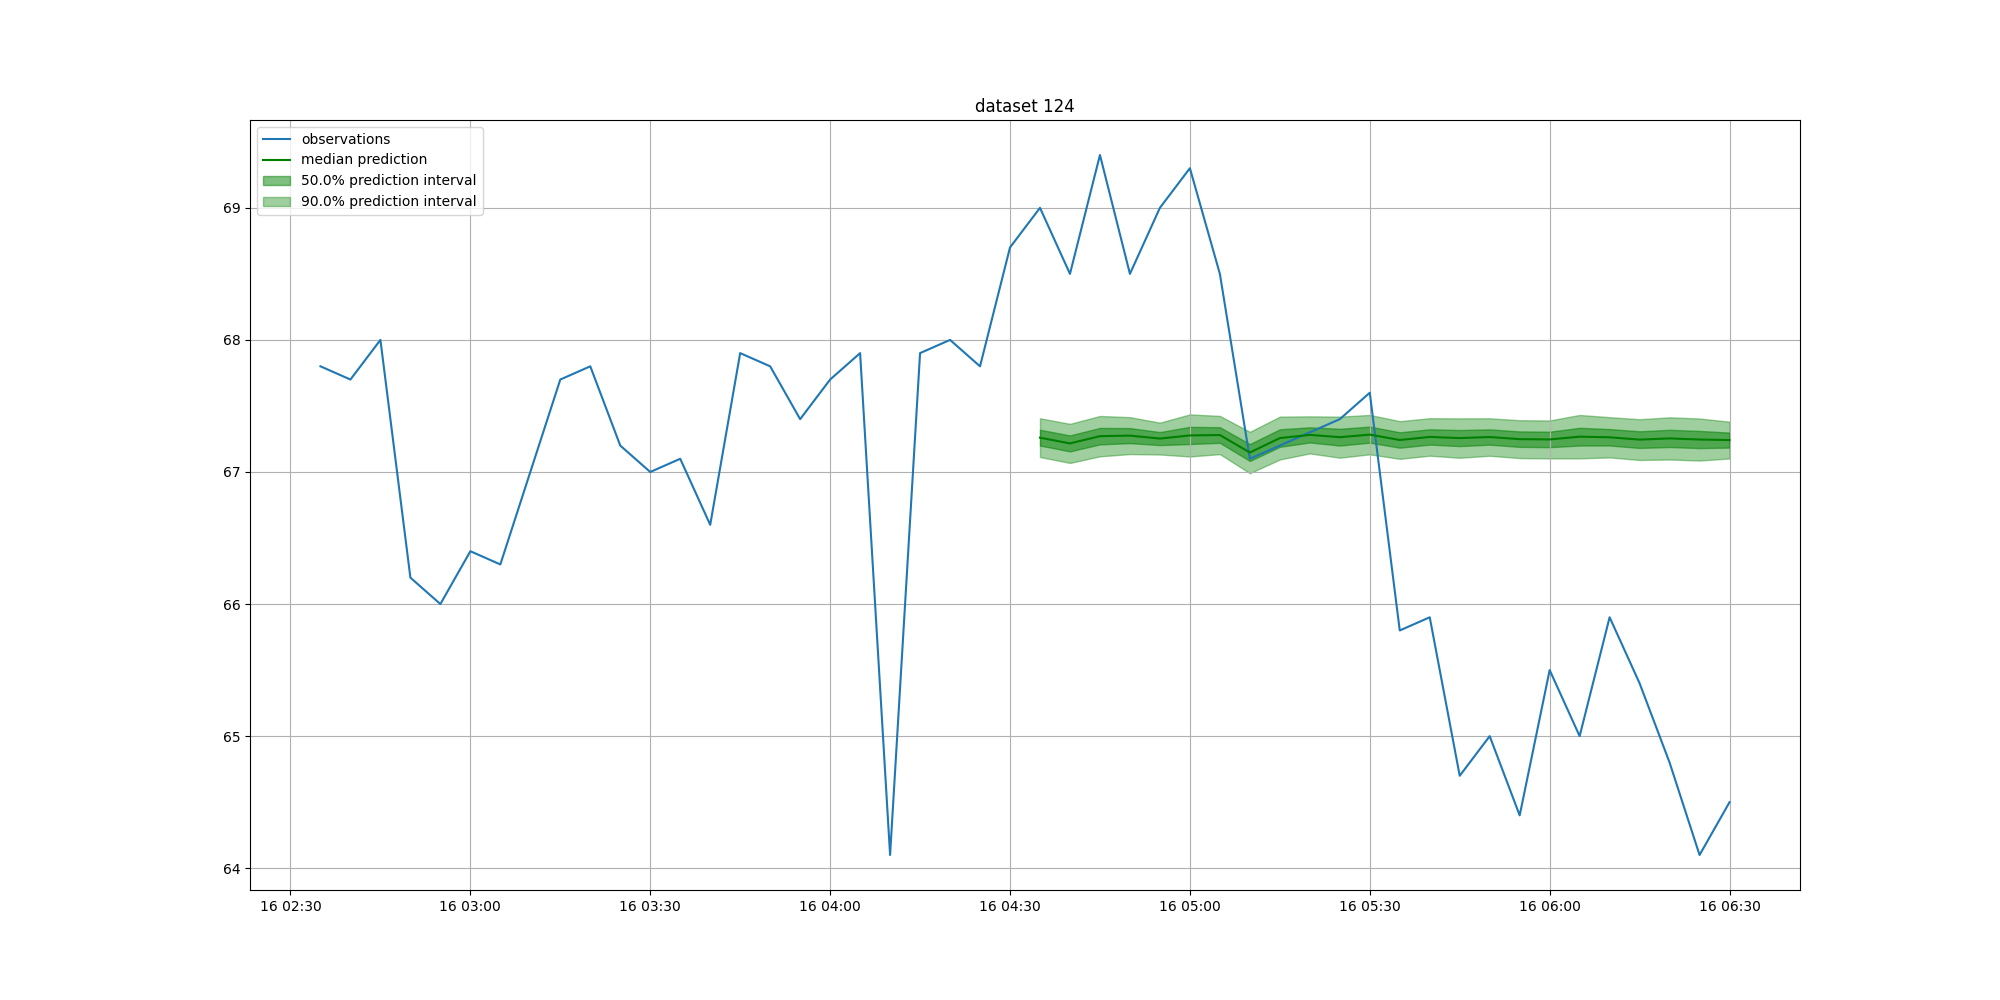 dataset 124
observations
median prediction
50.0% prediction interval
90.0% prediction interval
69
68
67
66
65
64
16 02:30 16 03:00 16 03:30 16 04:00 16 04:30 16 05:00 16 05:30 16 06:00 16 06:30